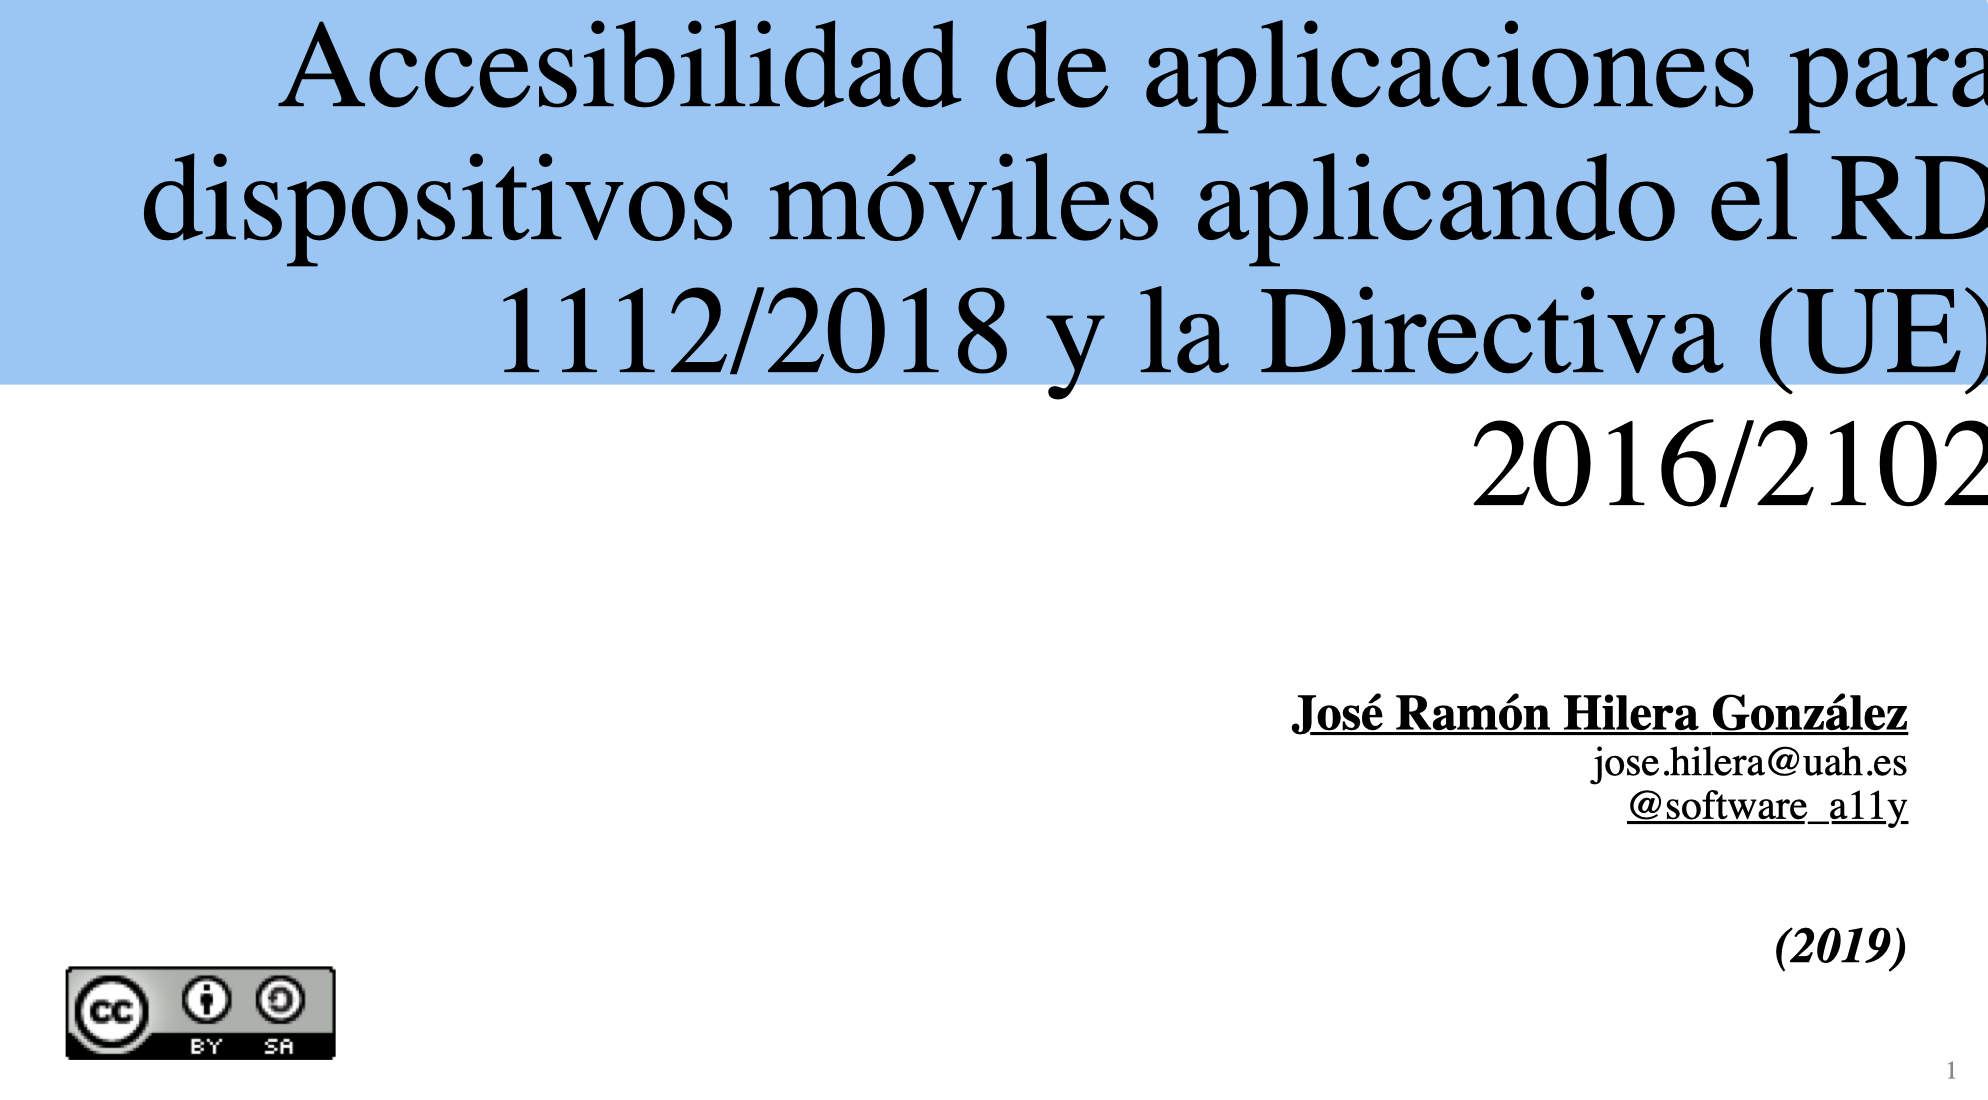 Accesibilidad de aplicaciones para
dispositivos móviles aplicando el RD
1112/2018 y la Directiva (UE)
2016/2102
José Ramón Hilera González
jose.hilera@uah.es
@software_a11y
(2019)
cc
BY SA
1